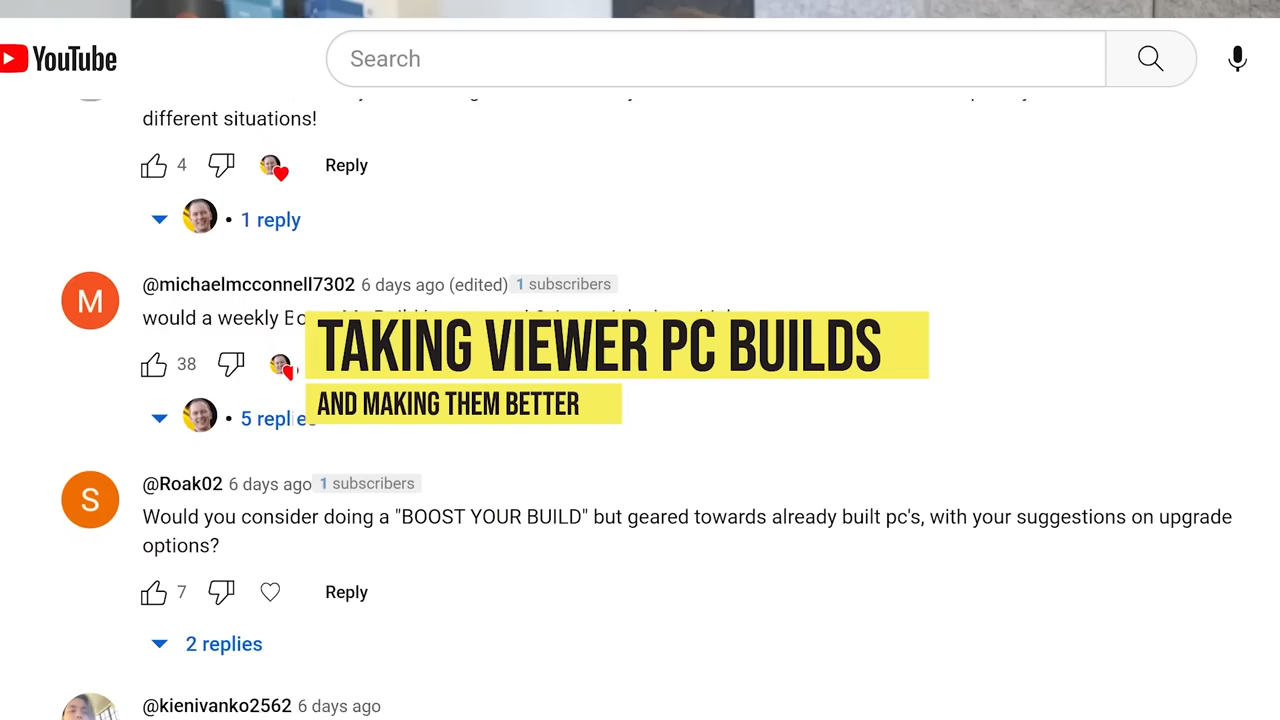 YouTube
Search
different situations!
4
Reply
1 reply
M
@michaelmcconnell7302 6 days ago (edited) 1 subscribers
would a weekly
TAKING VIEWER PC BUILDS
38
AND MAKING THEM BETTER
5 replies
S
@Roak02 6 days ago 1 subscribers
Would you consider doing a "BOOST YOUR BUILD" but geared towards already built pc's, with your suggestions on upgrade
options?
7
Reply
2 replies
@kienivanko2562 6 days ago